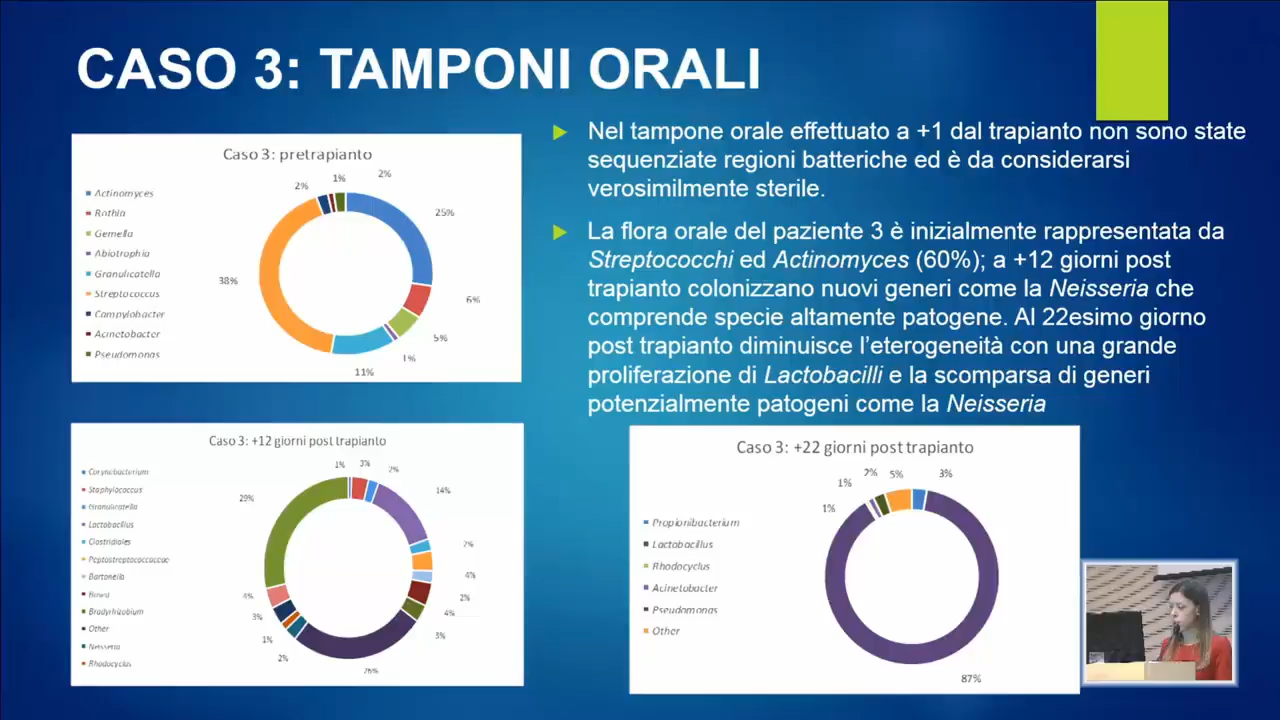 CASO 3: TAMPONI ORALI
Nel tampone orale effettuato a +1 dal trapianto non sono state
sequenziate regioni batteriche ed è da considerarsi
verosimilmente sterile.
La flora orale del paziente 3 è inizialmente rappresentata da
Streptococchi ed Actinomyces (60%); a +12 giorni post
trapianto colonizzano nuovi generi come la Neisseria che
comprende specie altamente patogene. Al 22esimo giorno
post trapianto diminuisce l'eterogeneità con una grande
proliferazione di Lactobacilli e la scomparsa di generi
potenzialmente patogeni come la Neisseria
Caso 3: pretrapianto
Actinomyces
Rothia
Gemella
Abiotrophia
Granulicatella
Streptococcus
Campylobacter
Acinetobacter
Pseudomonas
2%
1%
2%
25%
6%
5%
1%
11%
38%
Caso 3: +12 giorni post trapianto
Corynebacterium
Staphylococcus
Granulicatella
Lactobacillus
Clostridiales
Peptostreptococcaceae
Bartonella
Bosea
Bradyrhizobium
Other
Neisseria
Rhodocyclus
1%
3%
2%
14%
2%
4%
2%
4%
3%
26%
2%
1%
3%
4%
Caso 3: +22 giorni post trapianto
Propionibacterium
Lactobacillus
Rhodocyclus
Acinetobacter
Pseudomonas
Other
1%
1%
2%
5%
3%
87%